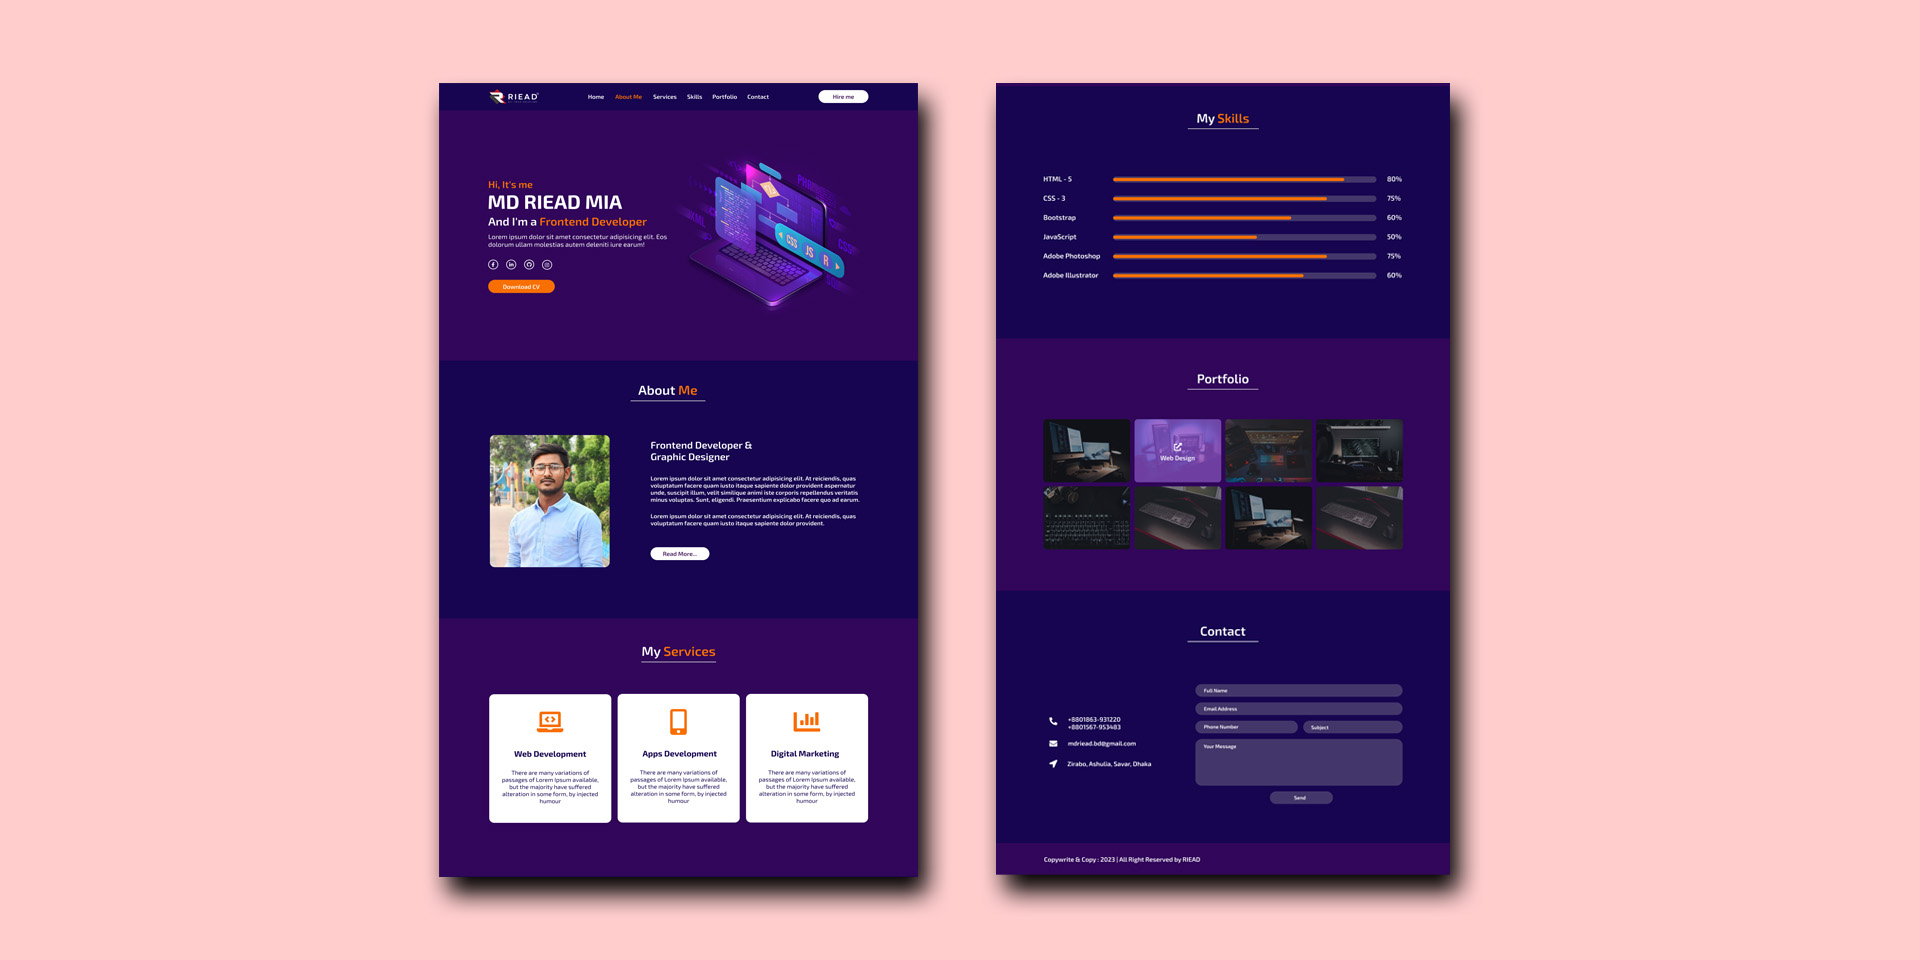 RIEAD
Home About Me Services Skills Portfolio Contact
Hire me
Hi, It's me
MD RIEAD MIA
And I'm a Frontend Developer
Lorem ipsum dolor sit amet consectetur adipisicing elit. Eos
dolorum ullam molestias autem deleniti iure earum!
Download CV
CSS JS R
About Me
Frontend Developer &
Graphic Designer
Lorem ipsum dolor sit amet consectetur adipisicing elit. At reiciendis, quas
voluptatum facere quam iusto itaque sapiente dolor provident aspernatur
unde, suscipit illum, velit similique animi iste corporis repellendus veritatis
minus voluptas. Sunt, eligendi. Praesentium explicabo facere quo ad earum.
Lorem ipsum dolor sit amet consectetur adipisicing elit. At reiciendis, quas
voluptatum facere quam iusto itaque sapiente dolor provident.
Read More...
My Services
Web Development
There are many variations of
passages of Lorem Ipsum available,
but the majority have suffered
alteration in some form, by injected
humour
Apps Development
There are many variations of
passages of Lorem Ipsum available,
but the majority have suffered
alteration in some form, by injected
humour
Digital Marketing
There are many variations of
passages of Lorem Ipsum available,
but the majority have suffered
alteration in some form, by injected
humour
My Skills
HTML - 5 80%
CSS - 3 75%
Bootstrap 60%
JavaScript 50%
Adobe Photoshop 75%
Adobe Illustrator 60%
Portfolio
Web Design
Contact
+8801863-931220
+8801567-953483
mdriead.bd@gmail.com
Zirabo, Ashulia, Savar, Dhaka
Full Name
Email Address
Phone Number
Subject
Your Message
Send
Copywrite & Copy : 2023 | All Right Reserved by RIEAD